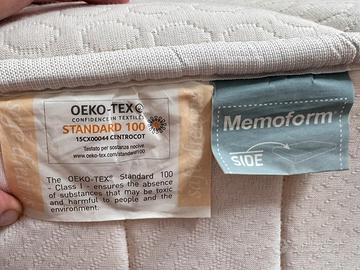 OEKO-TEX®
CONFIDENCE IN TEXTILES
STANDARD 100
15CX00044 CENTROCOT
Testato per sostanze nocive
www.oeko-tex.com/standard100
The OEKO-TEX® Standard 100
- Class I - ensures the absence
of substances that may be toxic
and harmful to people and the
environment.
Memoform
SIDE